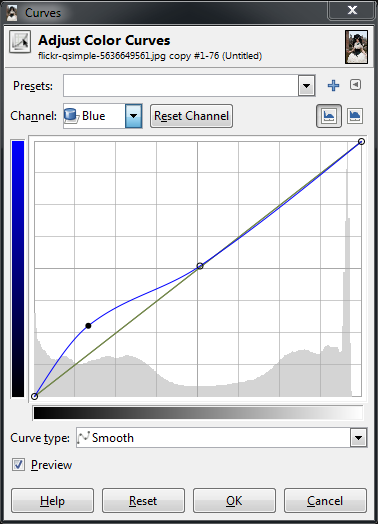 Curves
Adjust Color Curves
flickr-qsimple-5636649561.jpg copy #1-76 (Untitled)
Presets:
Channel: Blue Reset Channel
Curve type: Smooth
Preview
Help Reset OK Cancel